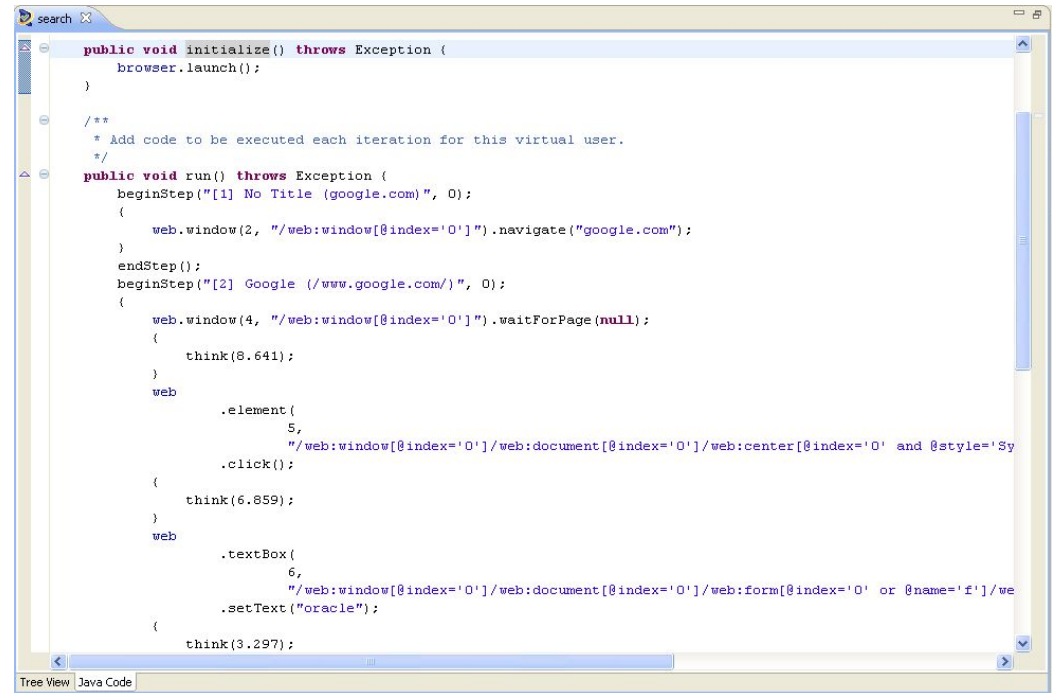 search
public void initialize() throws Exception {
browser.launch();
}
/**
* Add code to be executed each iteration for this virtual user.
*/
public void run() throws Exception {
beginStep("[1] No Title (google.com)", 0);
{
web.window(2, "/web:window[@index='0']").navigate("google.com");
}
endStep();
beginStep("[2] Google (/www.google.com/)", 0);
{
web.window(4, "/web:window[@index='0']").waitForPage(null);
{
think(8.641);
}
web
.element(
5,
"/web:window[@index='0']/web:document[@index='0']/web:center[@index='0' and @style='Sy
.click();
{
think(6.859);
}
web
.textBox(
6,
"/web:window[@index='0']/web:document[@index='0']/web:form[@index='0' or @name='f']/we
.setText("oracle");
{
think(3.297);
Tree View Java Code